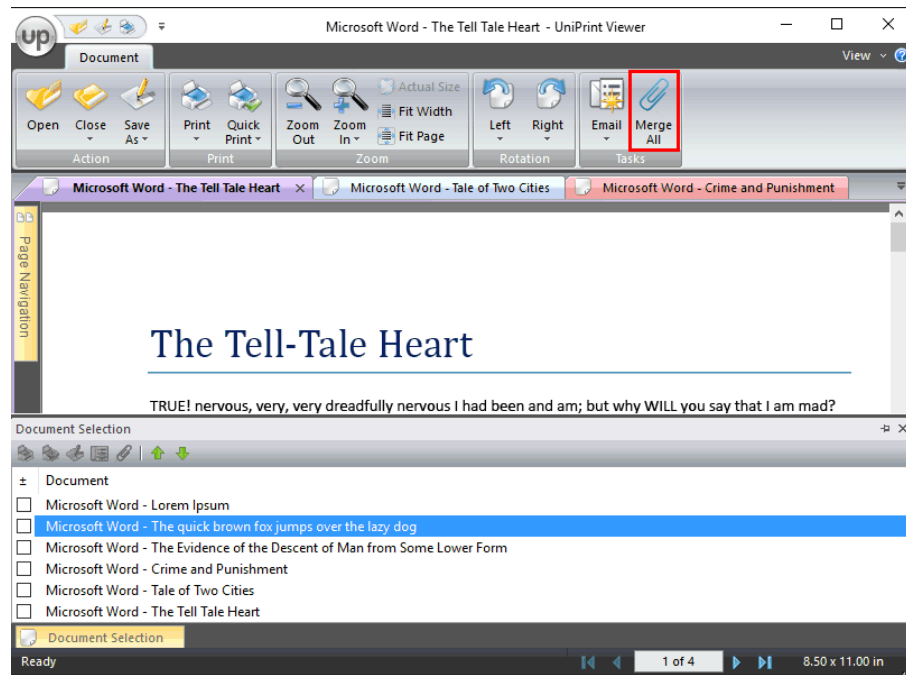 up
Microsoft Word - The Tell Tale Heart - UniPrint Viewer
Document
View
Open
Close
Save As
Action
Print
Quick Print
Print
Zoom Out
Zoom In
Actual Size
Fit Width
Fit Page
Zoom
Left
Right
Rotation
Email
Merge All
Tasks
Microsoft Word - The Tell Tale Heart
Microsoft Word - Tale of Two Cities
Microsoft Word - Crime and Punishment
Page Navigation
The Tell-Tale Heart
TRUE! nervous, very, very dreadfully nervous I had been and am; but why WILL you say that I am mad?
Document Selection
± Document
Microsoft Word - Lorem Ipsum
Microsoft Word - The quick brown fox jumps over the lazy dog
Microsoft Word - The Evidence of the Descent of Man from Some Lower Form
Microsoft Word - Crime and Punishment
Microsoft Word - Tale of Two Cities
Microsoft Word - The Tell Tale Heart
Document Selection
Ready
1 of 4
8.50 x 11.00 in